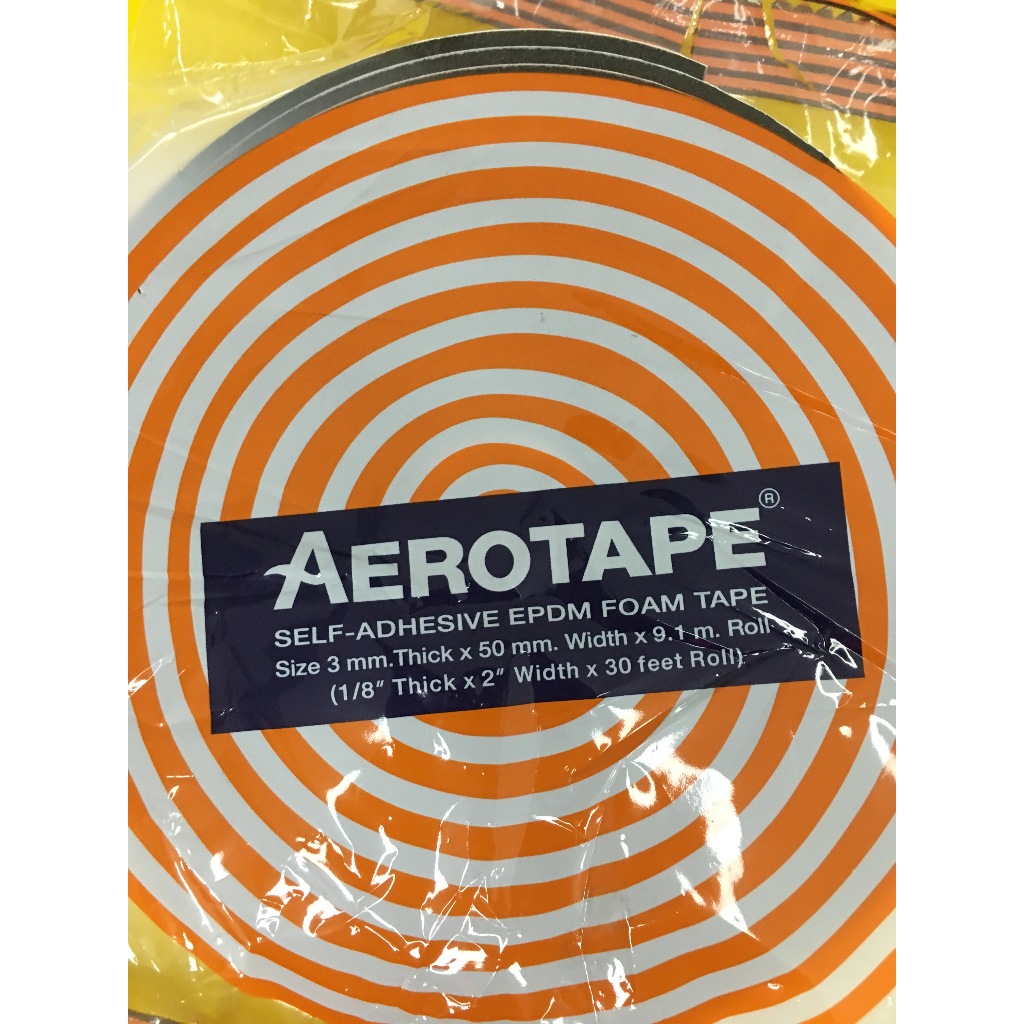 AEROTAPE®
SELF-ADHESIVE EPDM FOAM TAPE
Size 3 mm.Thick x 50 mm. Width x 9.1 m. Roll
(1/8" Thick x 2" Width x 30 feet Roll)